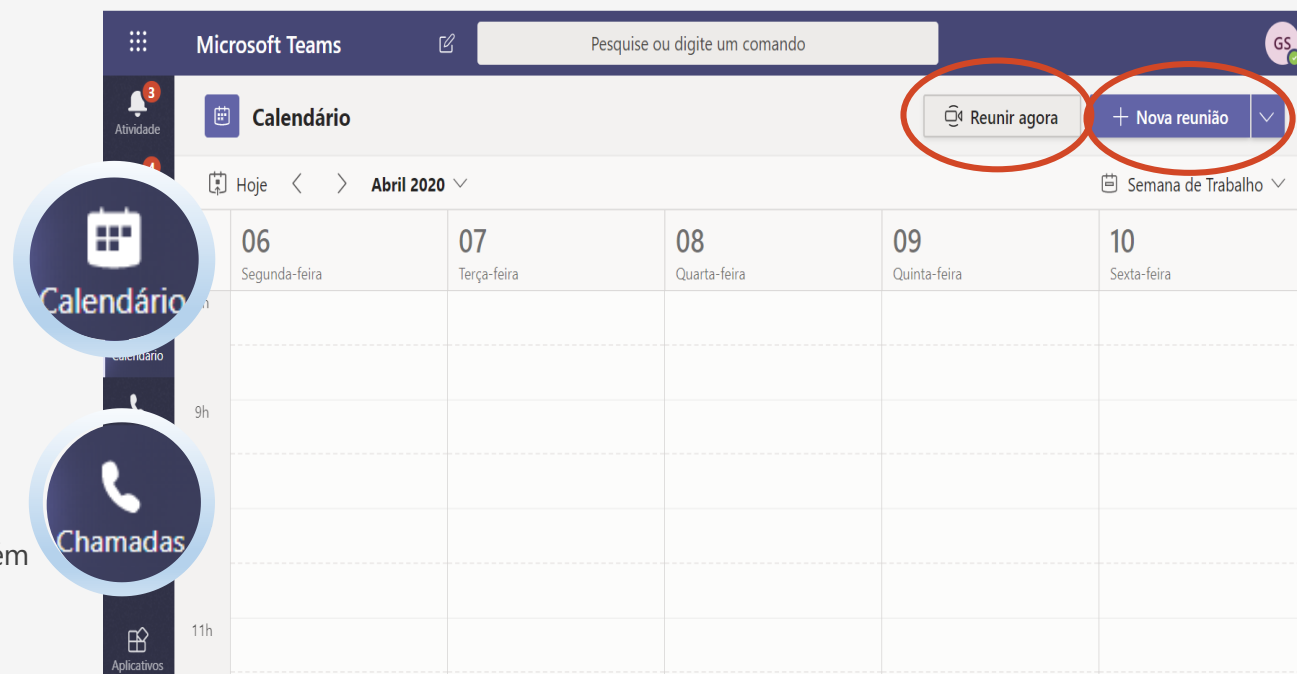 Microsoft Teams
Pesquise ou digite um comando
GS
3
Atividade
Calendário
Reunir agora
+ Nova reunião
Hoje
Abril 2020
Semana de Trabalho
06
Segunda-feira
07
Terça-feira
08
Quarta-feira
09
Quinta-feira
10
Sexta-feira
Calendário
Calendário
9h
Chamadas
em
11h
Aplicativos